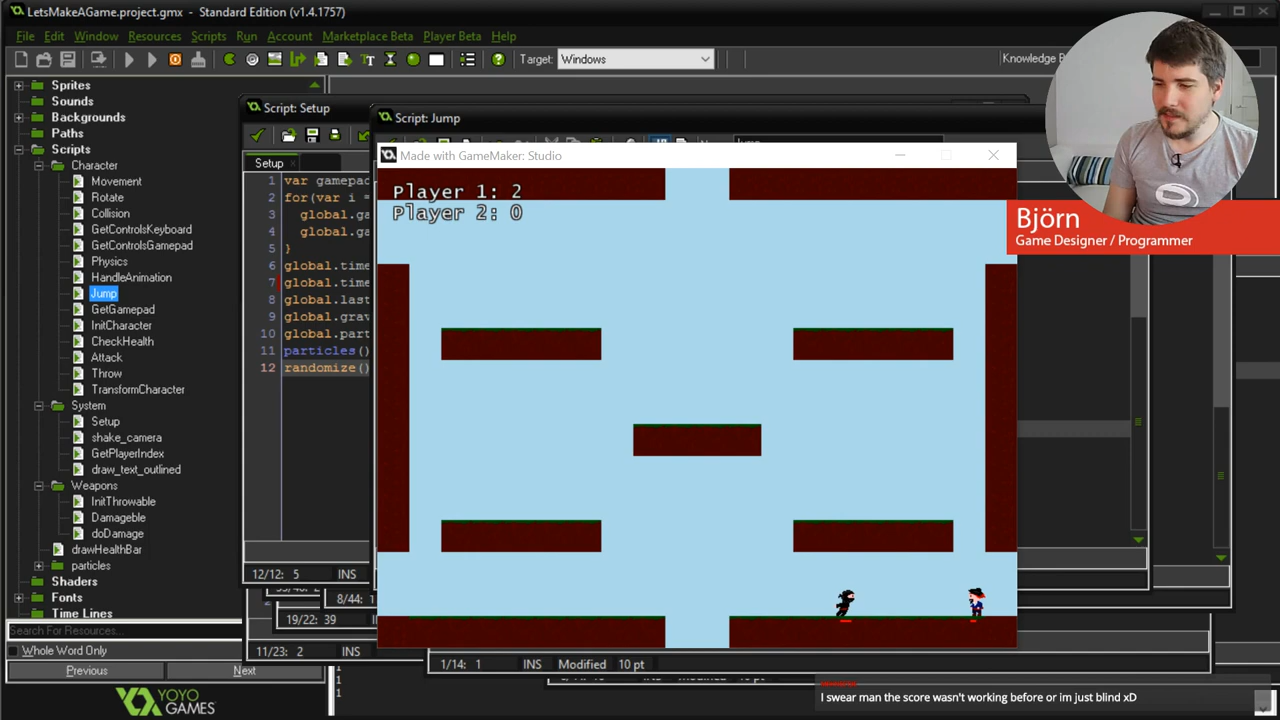 LetsMakeAGame.project.gmx - Standard Edition (v1.4.1757)
File Edit Window Resources Scripts Run Account Marketplace Beta Player Beta Help
Target: Windows
Sprites
Sounds
Backgrounds
Paths
Scripts
Character
Movement
Rotate
Collision
GetControlsKeyboard
GetControlsGamepad
Physics
HandleAnimation
Jump
GetGamepad
InitCharacter
CheckHealth
Attack
Throw
TransformCharacter
System
Setup
shake_camera
GetPlayerIndex
draw_text_outlined
Weapons
InitThrowable
Damageable
doDamage
drawHealthBar
particles
Shaders
Fonts
Time Lines
Search For Resources...
Whole Word Only
Previous Next
YOYO
GAMES
Script: Setup
Setup
1 var gamepad
2 for(var i =
3 global.ga
4 global.ga
5 }
6 global.time
7 global.time
8 global.last
9 global.grav
10 global.part
11 particles()
12 randomize()
12/12: 5 INS
8/44: 1
19/22: 39
11/23: 2 INS
Script: Jump
Made with GameMaker: Studio
Player 1: 2
Player 2: 0
1/14: 1 INS Modified 10 pt
1
1
Björn
Game Designer / Programmer
I swear man the score wasn't working before or im just blind xD